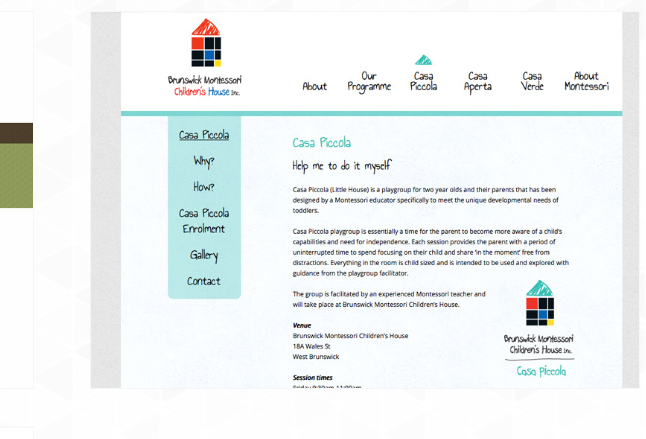 Brunswick Montessori
Children's House Inc.
About
Our
Programme
Casa
Piccola
Casa
Aperta
Casa
Verde
About
Montessori
Casa Piccola
Why?
How?
Casa Piccola
Enrolment
Gallery
Contact
Casa Piccola
Help me to do it myself
Casa Piccola (Little House) is a playgroup for two year olds and their parents that has been
designed by a Montessori educator specifically to meet the unique developmental needs of
toddlers.
Casa Piccola playgroup is essentially a time for the parent to become more aware of a child's
capabilities and need for independence. Each session provides the parent with a period of
uninterrupted time to spend focusing on their child and share 'in the moment' free from
distractions. Everything in the room is child sized and is intended to be used and explored with
guidance from the playgroup facilitator.
The group is facilitated by an experienced Montessori teacher and
will take place at Brunswick Montessori Children's House.
Venue
Brunswick Montessori Children's House
18A Wales St
West Brunswick
Session times
Friday 9:30am-11:00am
Brunswick Montessori
Children's House Inc.
Casa Piccola